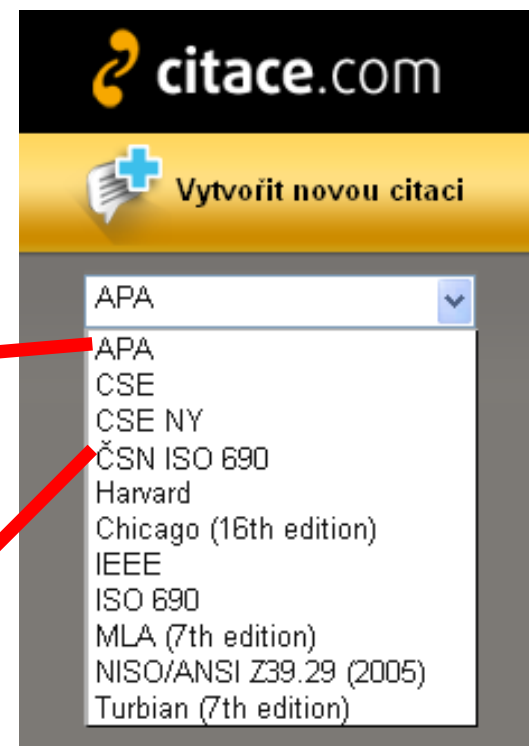 citace.com
Vytvořit novou citaci
APA
APA
CSE
CSE NY
ČSN ISO 690
Harvard
Chicago (16th edition)
IEEE
ISO 690
MLA (7th edition)
NISO/ANSI Z39.29 (2005)
Turbian (7th edition)